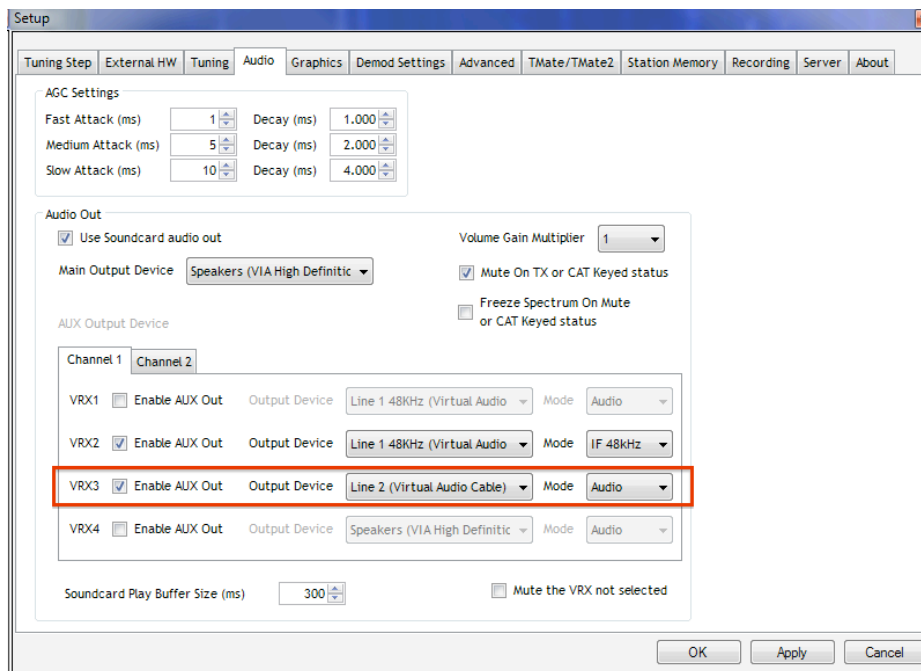 Setup
Tuning Step External HW Tuning Audio Graphics Demod Settings Advanced TMate/TMate2 Station Memory Recording Server About
AGC Settings
Fast Attack (ms) 1 Decay (ms) 1.000
Medium Attack (ms) 5 Decay (ms) 2.000
Slow Attack (ms) 10 Decay (ms) 4.000
Audio Out
Use Soundcard audio out Volume Gain Multiplier 1
Main Output Device Speakers (VIA High Definitic Mute On TX or CAT Keyed status
Freeze Spectrum On Mute
or CAT Keyed status
AUX Output Device
Channel 1 Channel 2
VRX1 Enable AUX Out Output Device Line 1 48KHz (Virtual Audio Mode Audio
VRX2 Enable AUX Out Output Device Line 1 48KHz (Virtual Audio Mode IF 48kHz
VRX3 Enable AUX Out Output Device Line 2 (Virtual Audio Cable) Mode Audio
VRX4 Enable AUX Out Output Device Speakers (VIA High Definitic Mode Audio
Soundcard Play Buffer Size (ms) 300 Mute the VRX not selected
OK Apply Cancel